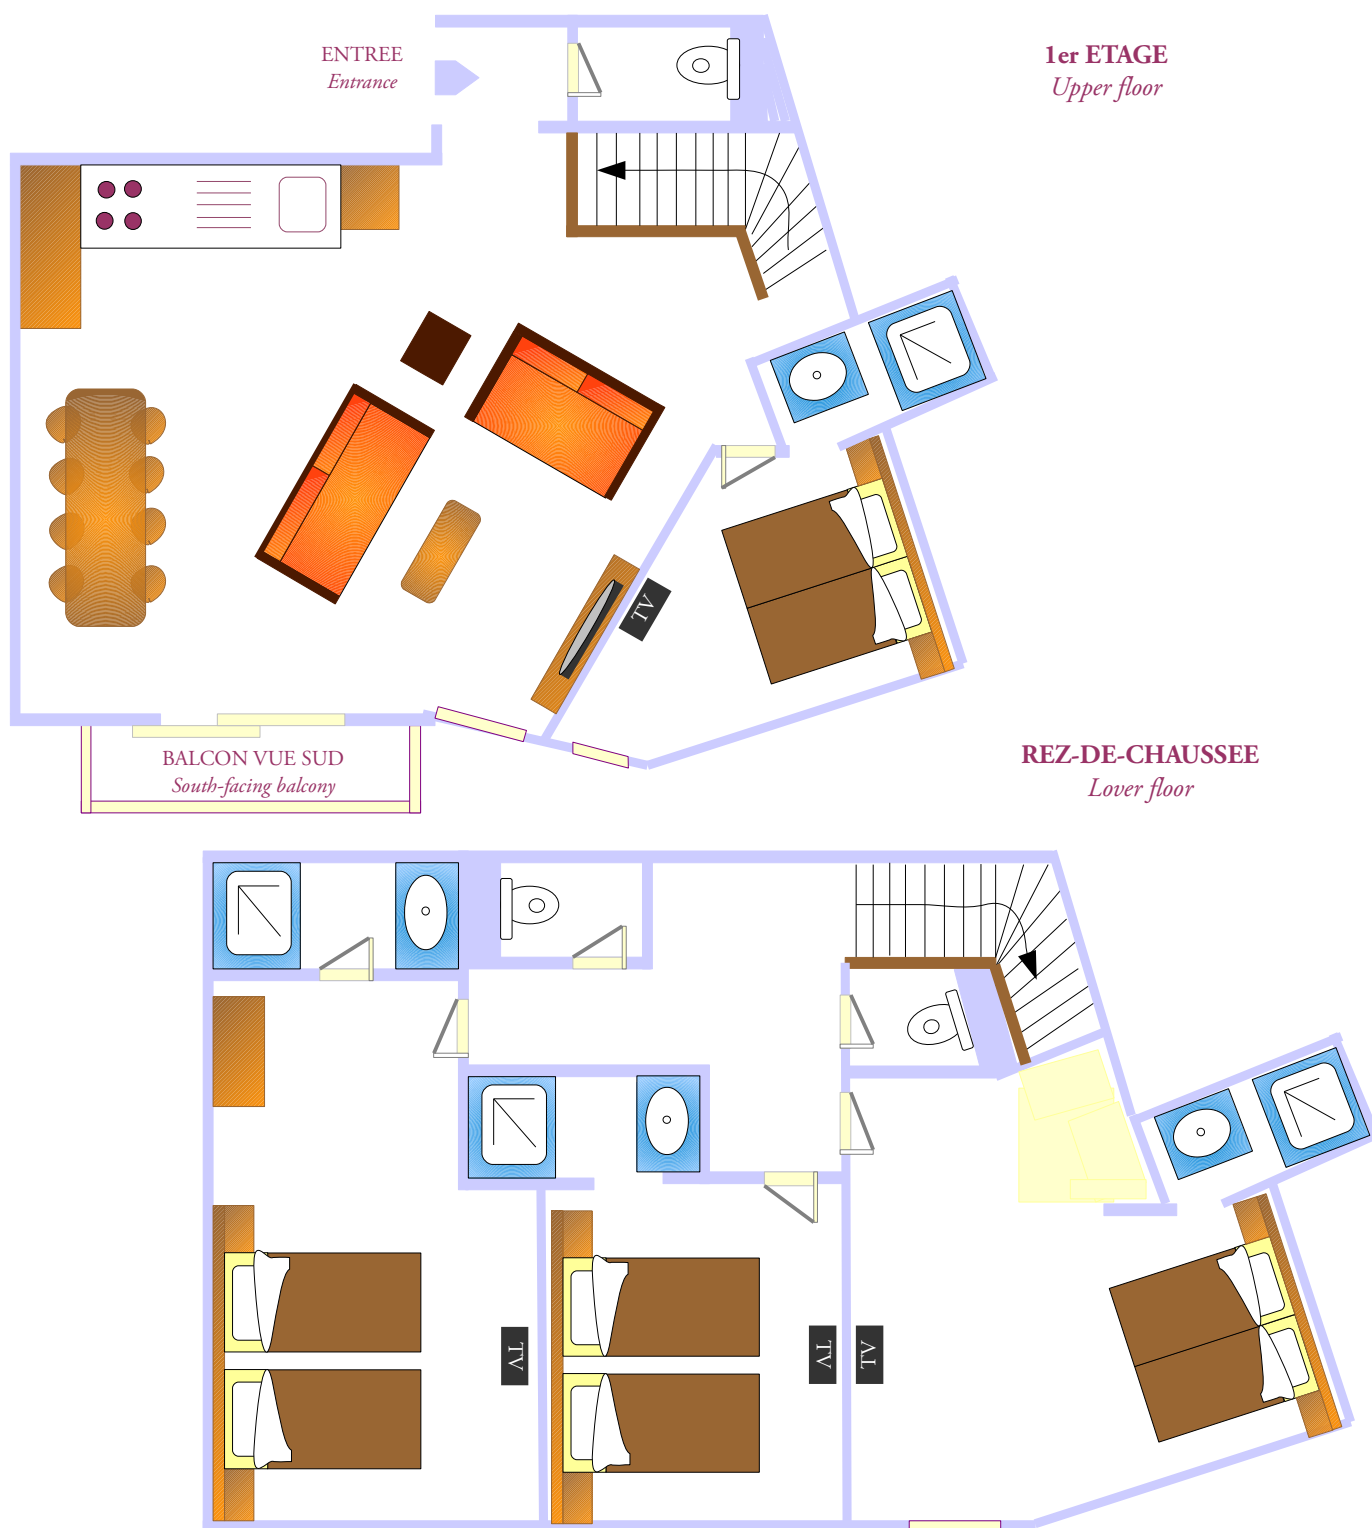 ENTREE
Entrance
1er ETAGE
Upper floor
TV
BALCON VUE SUD
South-facing balcony
REZ-DE-CHAUSSEE
Lover floor
TV
TV
TV